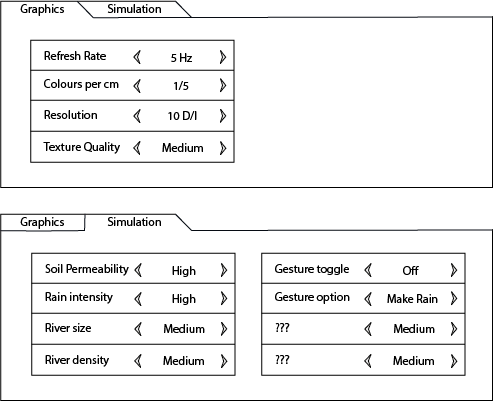 Graphics Simulation
Refresh Rate 5 Hz
Colours per cm 1/5
Resolution 10 D/I
Texture Quality Medium
Graphics Simulation
Soil Permeability High
Rain intensity High
River size Medium
River density Medium
Gesture toggle Off
Gesture option Make Rain
??? Medium
??? Medium